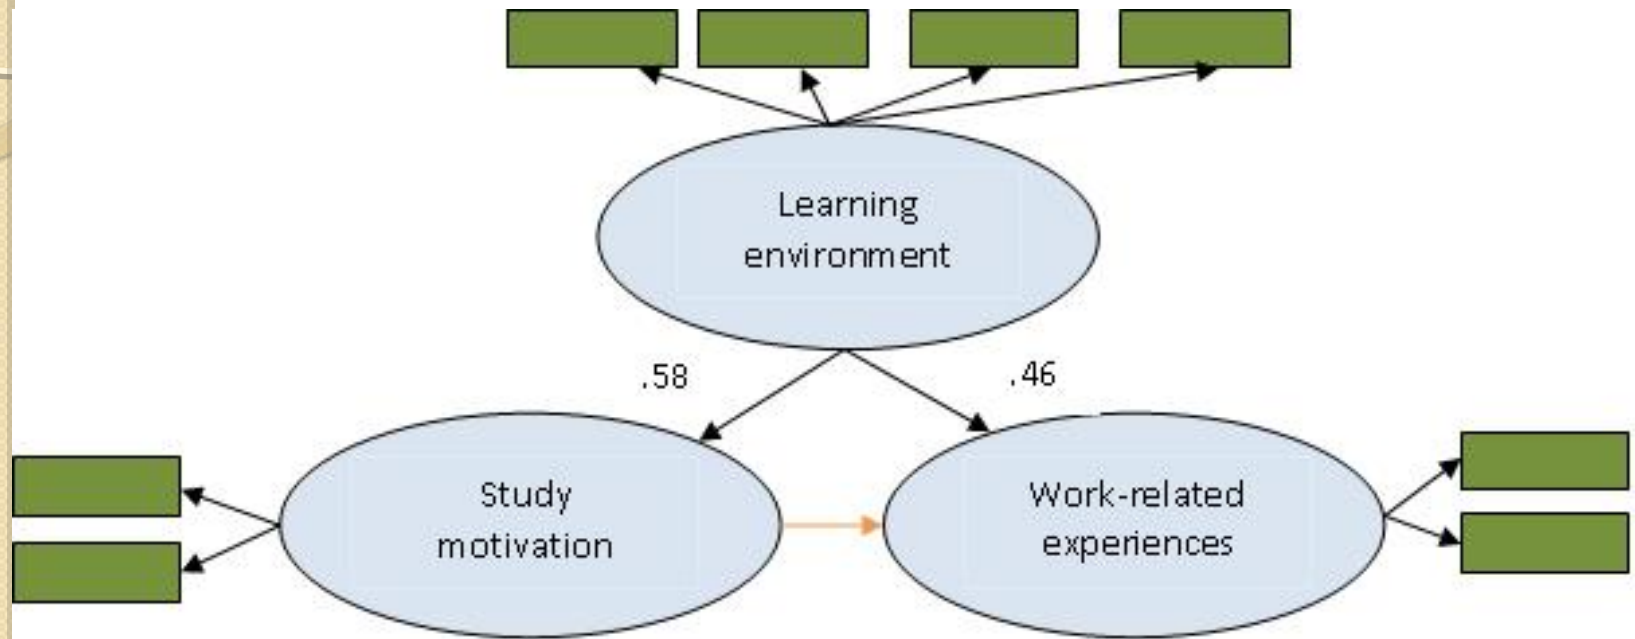 Learning
environment
.58
.46
Study
motivation
Work-related
experiences